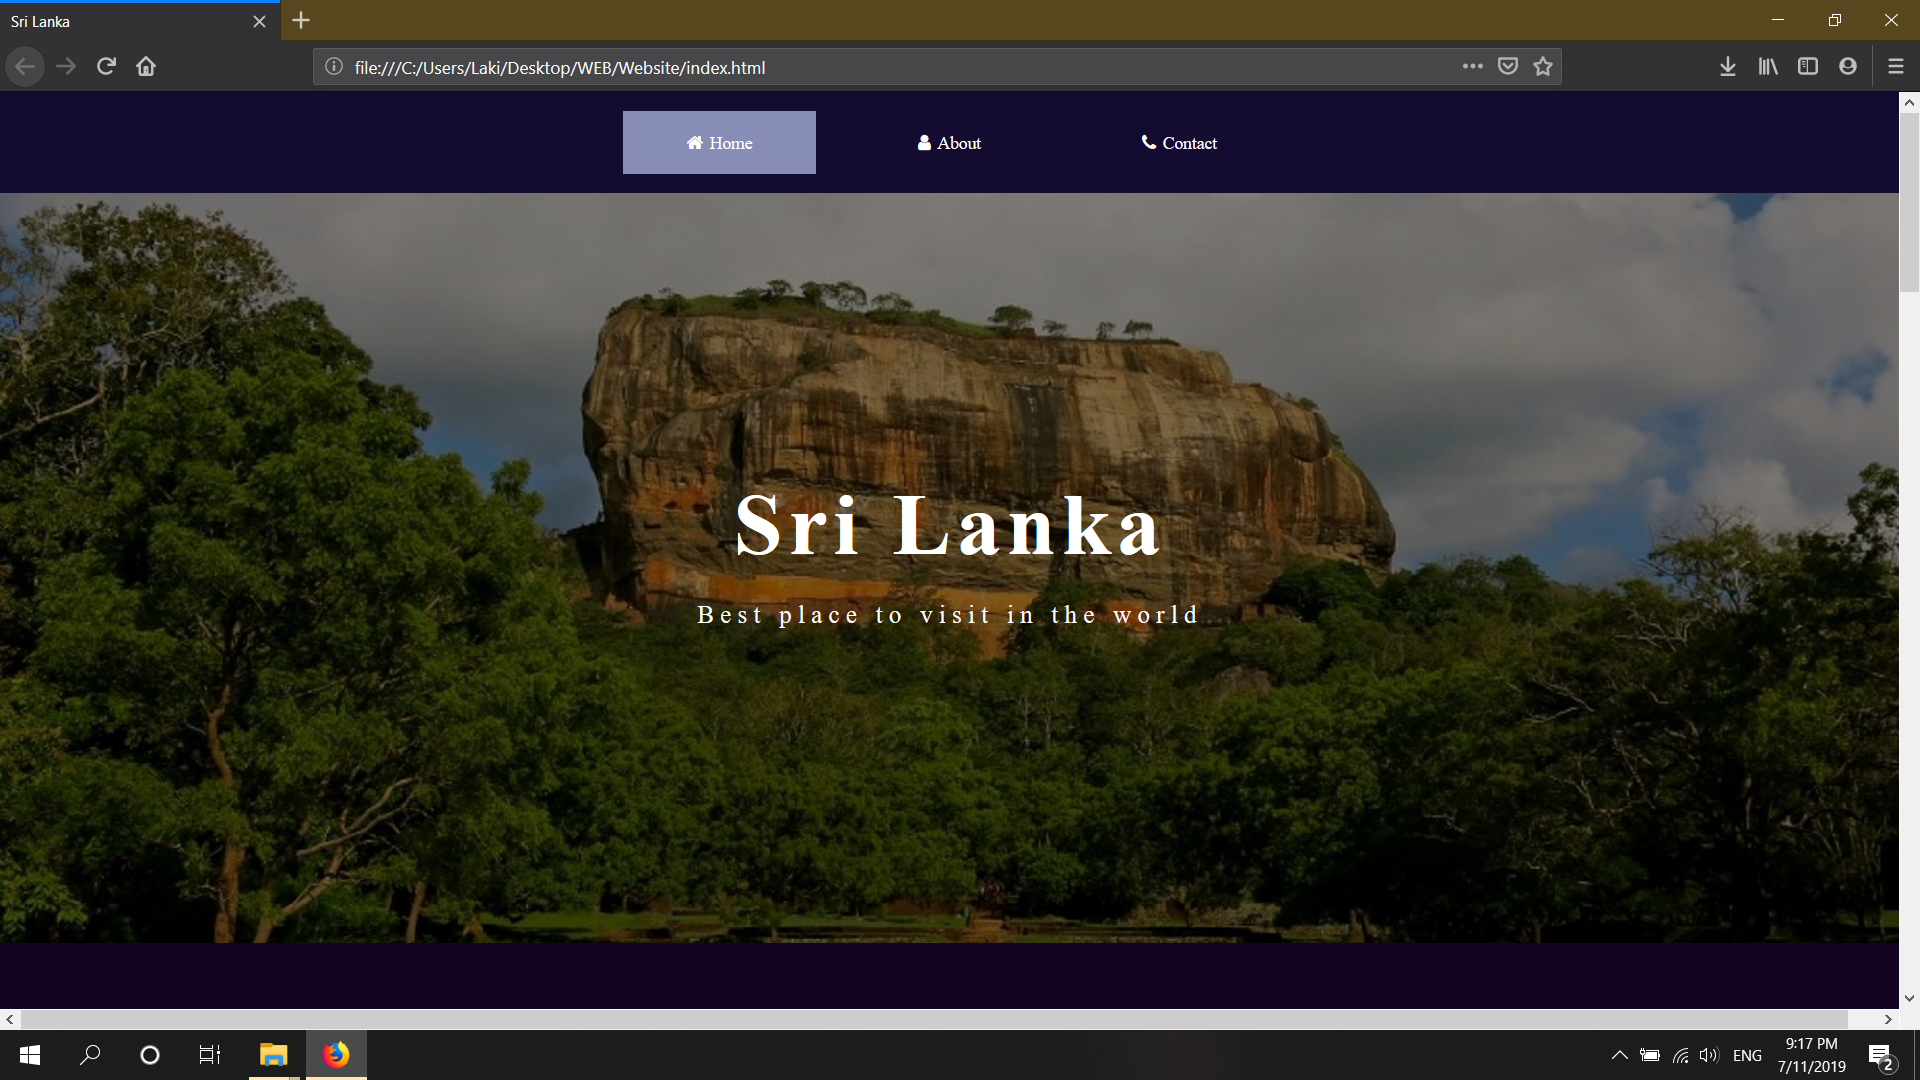 Sri Lanka
file:///C:/Users/Laki/Desktop/WEB/Website/index.html
Home
About
Contact
Sri Lanka
Best place to visit in the world
ENG
9:17 PM
7/11/2019
2